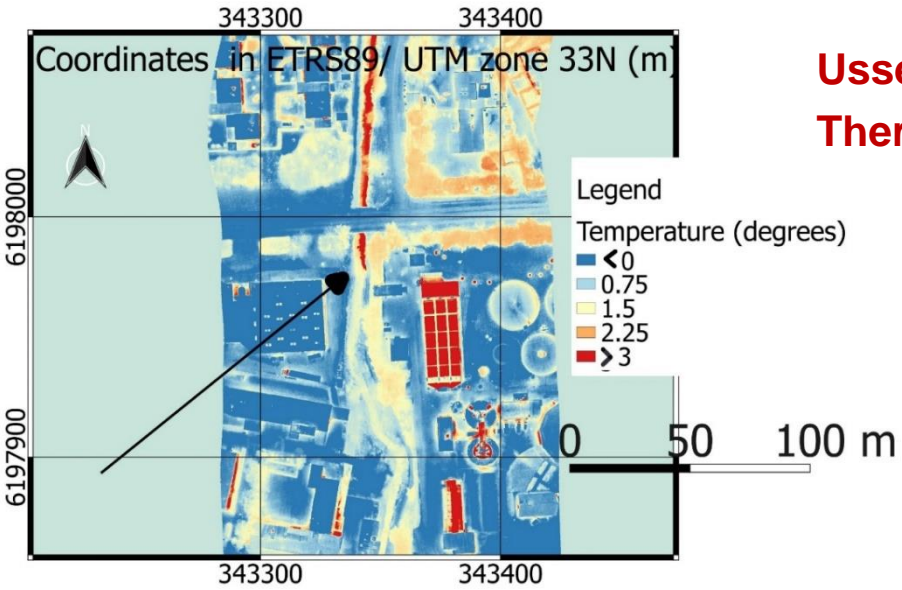 343300 343400
Coordinates in ETRS89/ UTM zone 33N (m)
N
6198000
6197900
Legend
Temperature (degrees)
<0
0.75
1.5
2.25
>3
0 50 100 m
343300 343400